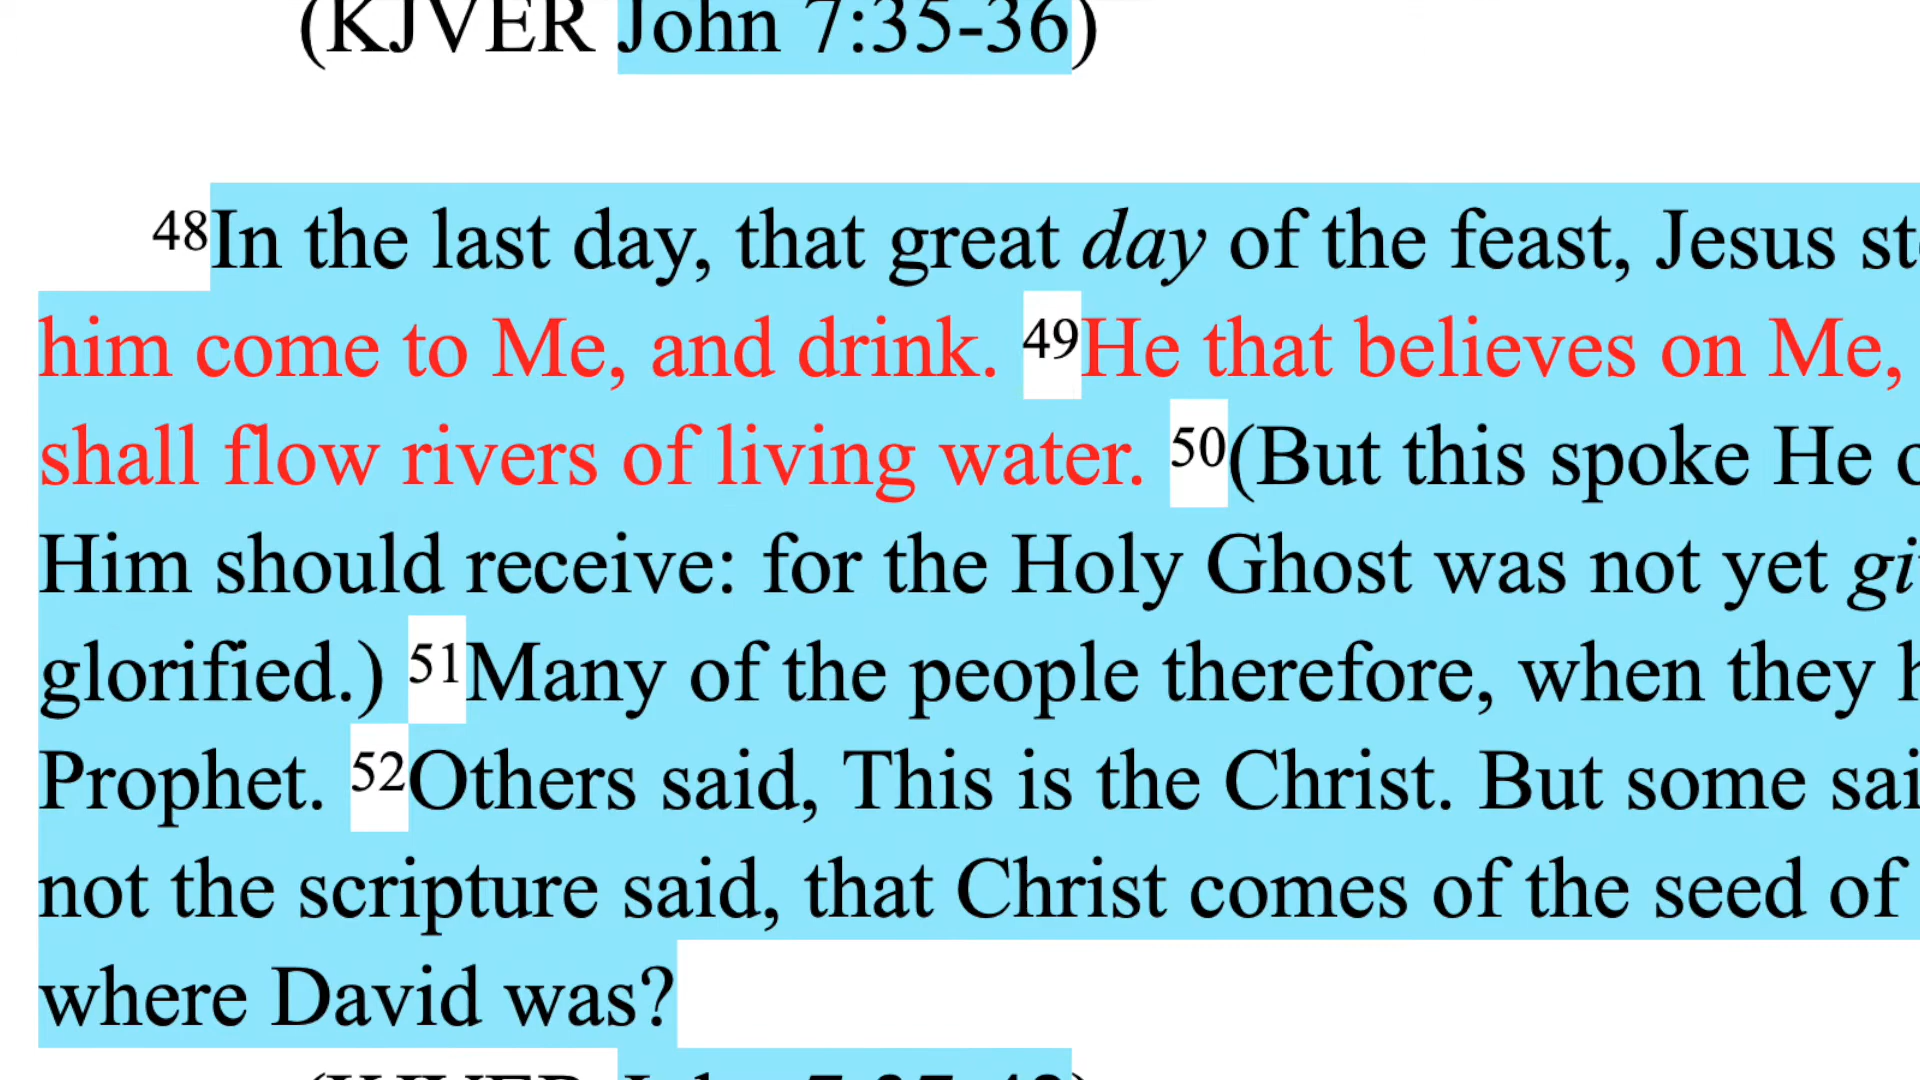 (KJVER John 7:35-36)
48In the last day, that great day of the feast, Jesus
him come to Me, and drink. 49He that believes on Me,
shall flow rivers of living water. 50(But this spoke He
Him should receive: for the Holy Ghost was not yet
glorified.) 51Many of the people therefore, when they
Prophet. 52Others said, This is the Christ. But some
not the scripture said, that Christ comes of the seed of
where David was?